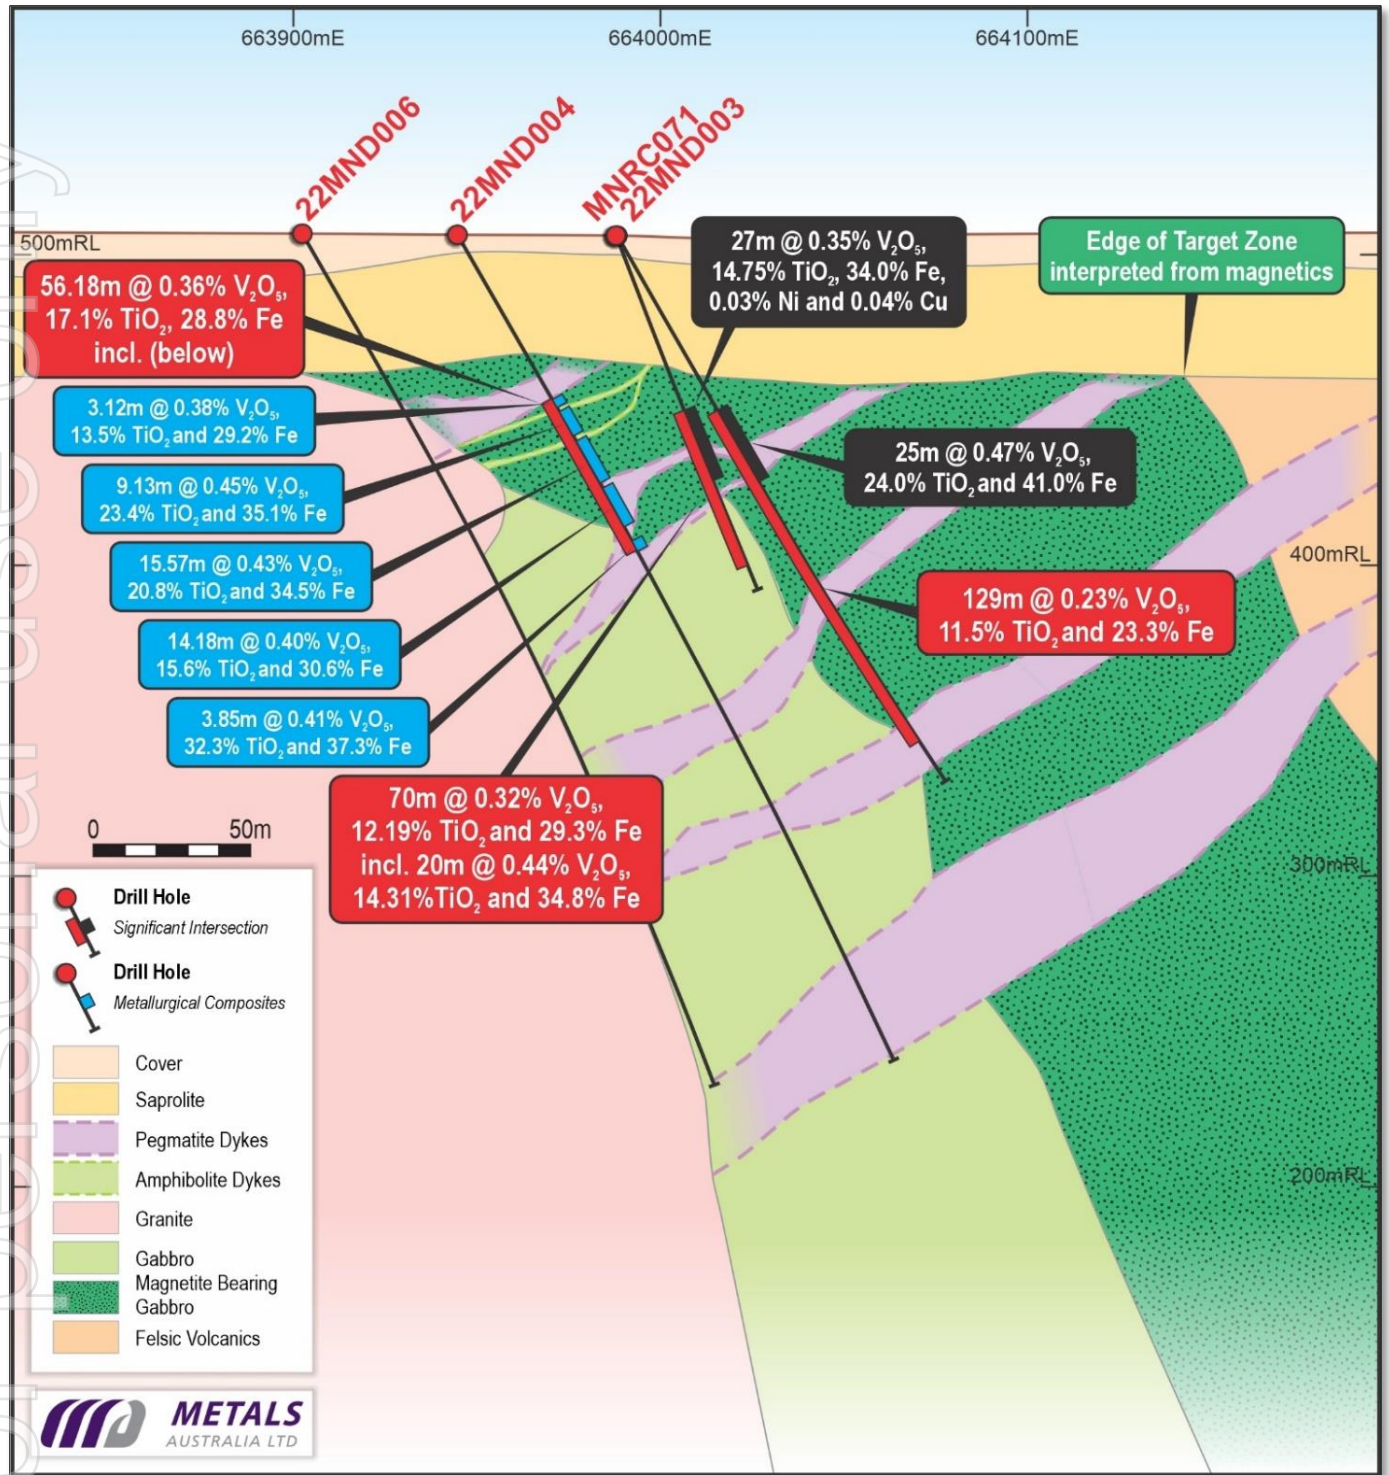 663900mE
664000mE
664100mE
22MND006
22MND004
MNRC071
22MND003
500mRL
27m @ 0.35% V₂O₅,
14.75% TiO₂, 34.0% Fe,
0.03% Ni and 0.04% Cu
Edge of Target Zone
interpreted from magnetics
56.18m @ 0.36% V₂O₅,
17.1% TiO₂, 28.8% Fe
incl. (below)
3.12m @ 0.38% V₂O₅,
13.5% TiO₂ and 29.2% Fe
25m @ 0.47% V₂O₅,
24.0% TiO₂ and 41.0% Fe
9.13m @ 0.45% V₂O₅,
23.4% TiO₂ and 35.1% Fe
15.57m @ 0.43% V₂O₅,
20.8% TiO₂ and 34.5% Fe
400mRL
129m @ 0.23% V₂O₅,
11.5% TiO₂ and 23.3% Fe
14.18m @ 0.40% V₂O₅,
15.6% TiO₂ and 30.6% Fe
3.85m @ 0.41% V₂O₅,
32.3% TiO₂ and 37.3% Fe
70m @ 0.32% V₂O₅,
12.19% TiO₂ and 29.3% Fe
incl. 20m @ 0.44% V₂O₅,
14.31%TiO₂ and 34.8% Fe
0 50m
300mRL
Drill Hole
Significant Intersection
Drill Hole
Metallurgical Composites
Cover
Saprolite
Pegmatite Dykes
Amphibolite Dykes
Granite
Gabbro
Magnetite Bearing
Gabbro
Felsic Volcanics
200mRL
METALS
AUSTRALIA LTD
personal use only